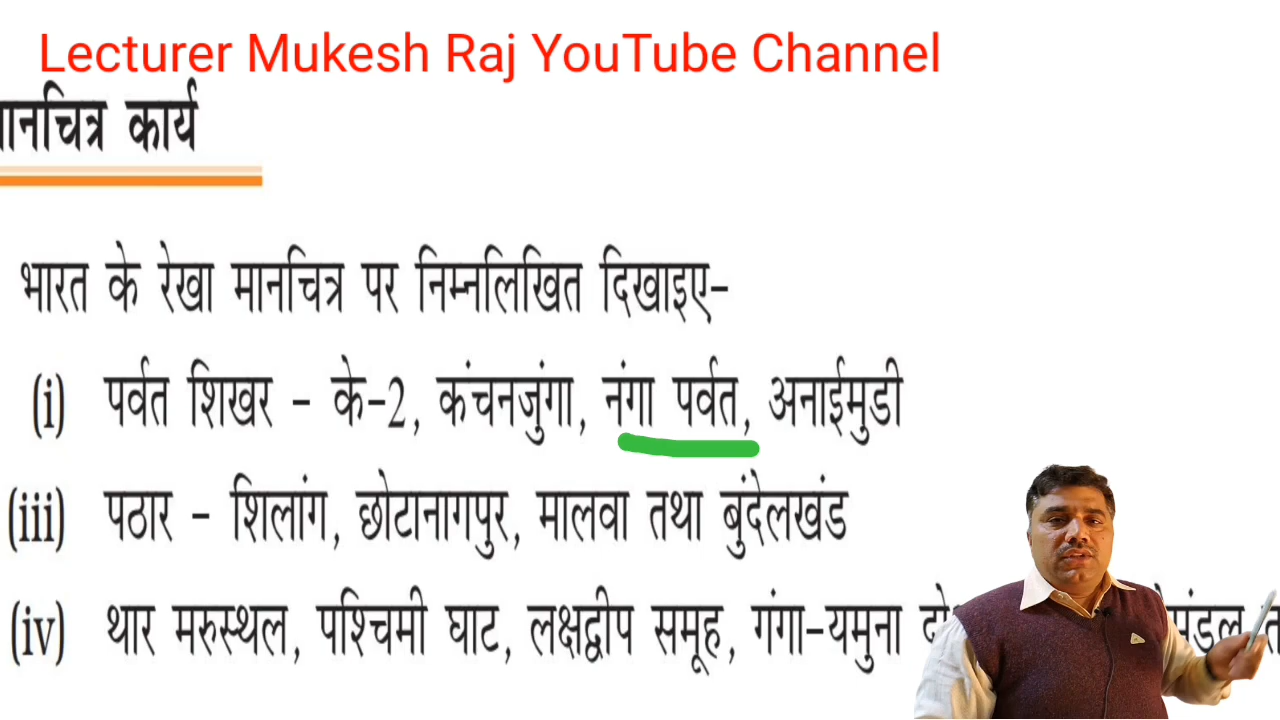 Lecturer Mukesh Raj YouTube Channel
मानचित्र कार्य
भारत के रेखा मानचित्र पर निम्नलिखित दिखाइए-
(i) पर्वत शिखर - के-2, कंचनजुंगा, नंगा पर्वत, अनाईमुडी
(iii) पठार - शिलांग, छोटानागपुर, मालवा तथा बुंदेलखंड
(iv) थार मरुस्थल, पश्चिमी घाट, लक्षद्वीप समूह, गंगा-यमुना